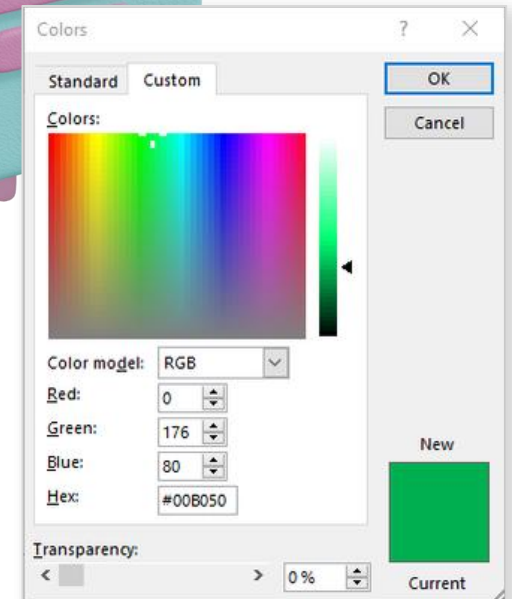 Colors ?
Standard Custom
OK
Cancel
Colors:
Color model: RGB
Red: 0
Green: 176
Blue: 80
Hex: #00B050
New
Current
Transparency:
0 %